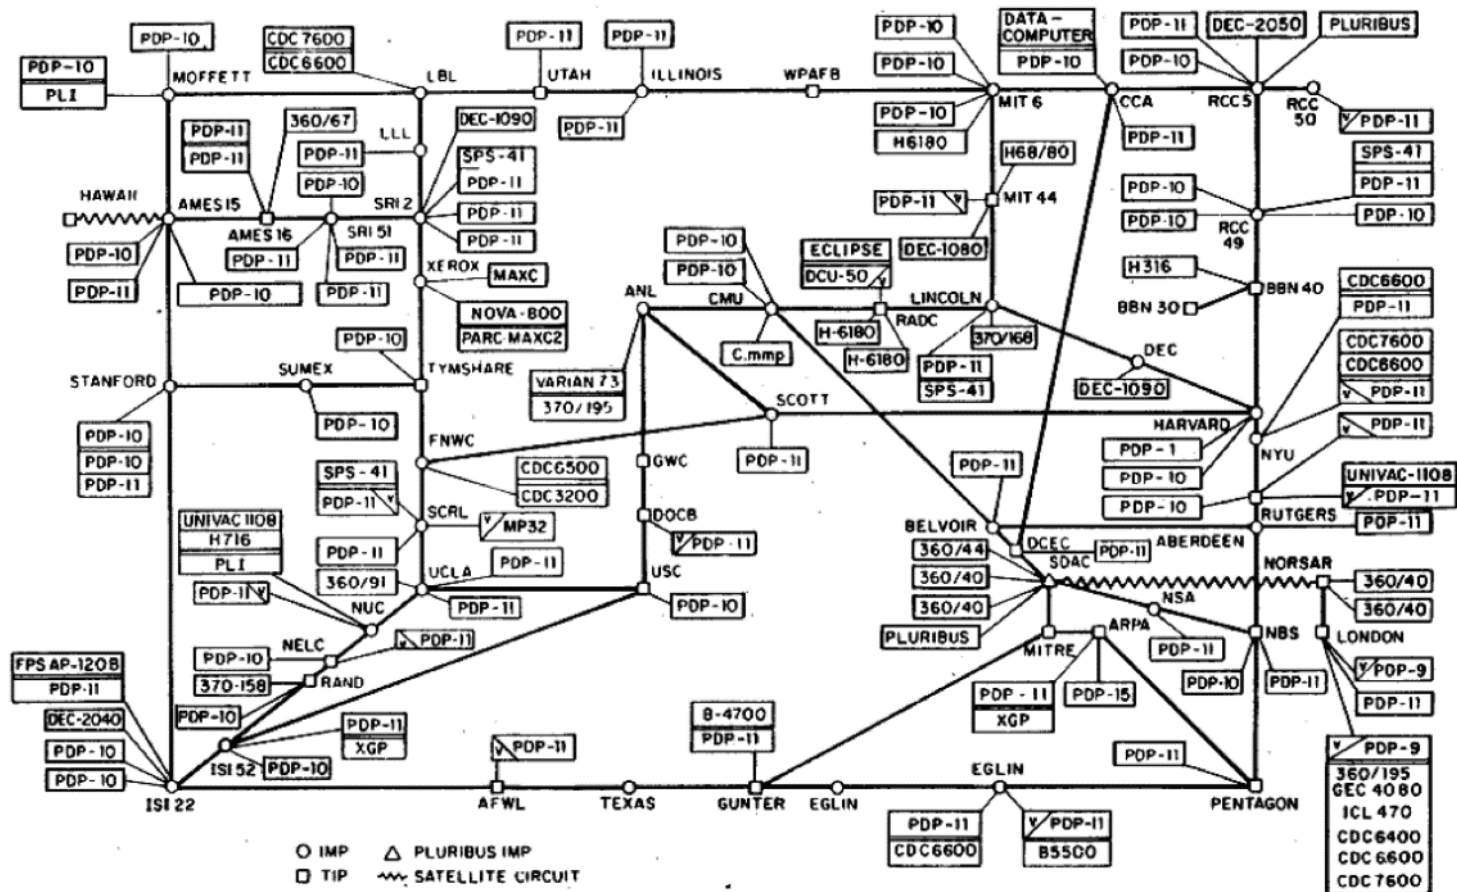 PDP-10
CDC 7600
CDC6600
PDP-11
PDP-11
PDP-10
DATA-
COMPUTER
PDP-10
PDP-11
DEC-2050
PLURIBUS
PDP-10
PLI
MOFFETT
LBL
UTAH
ILLINOIS
WPAFB
PDP-10
PDP-10
MIT 6
CCA
RCC5
RCC
50
PDP-11
PDP-10
H6180
PDP-11
V PDP-11
PDP-11
PDP-11
360/67
LLL
PDP-11
DEC-1090
SPS-41
PDP-11
H68/80
SPS-41
PDP-11
PDP-10
HAWAII
AMES15
AMES16
SRI 51
SRI 2
PDP-10
PDP-11
PDP-11
PDP-11 V
MIT 44
DEC-1080
PDP-10
PDP-10
PDP-10
RCC
49
PDP-10
PDP-11
PDP-10
PDP-11
PDP-11
PDP-11
XEROX
MAXC
NOVA-800
PARC MAXC2
PDP-10
PDP-10
ECLIPSE
DCU-50 V
H316
BBN 40
BBN 30
CDC6600
PDP-11
ANL
CMU
RADC
LINCOLN
C.mmp
H-6180
H-6180
370/168
PDP-11
SPS-41
DEC
DEC-1090
CDC7600
CDC6600
V PDP-11
V PDP-11
PDP-10
STANFORD
SUMEX
TYMSHARE
PDP-10
VARIAN 73
370/195
SCOTT
PDP-11
HARVARD
PDP-1
PDP-10
NYU
PDP-10
PDP-10
PDP-11
FNWC
CDC6500
CDC3200
GWC
SPS-41
PDP-11 V
SCRL
V MP32
PDP-11
DOCB
V PDP-11
PDP-11
BELVOIR
PDP-10
UNIVAC-1108
V PDP-11
RUTGERS
PDP-11
ABERDEEN
UNIVAC 1108
H716
PLI
PDP-11 V
360/91
UCLA
PDP-11
PDP-11
USC
PDP-10
DCEC
PDP-11
SDAC
360/44
360/40
360/40
PLURIBUS
NORSAR
360/40
360/40
NSA
PDP-11
NUC
NELC
V PDP-11
PDP-10
370-158
RAND
PDP-10
MITRE
ARPA
PDP-11
XGP
PDP-15
NBS
PDP-10
PDP-11
LONDON
V PDP-9
PDP-11
FPS AP-120B
PDP-11
DEC-2040
PDP-10
PDP-10
ISI 22
ISI 52
PDP-11
XGP
PDP-10
V PDP-11
AFWL
TEXAS
B-4700
PDP-11
GUNTER
EGLIN
EGLIN
PDP-11
CDC6600
V PDP-11
B5500
PDP-11
PENTAGON
V PDP-9
360/195
GEC 4080
ICL 470
CDC6400
CDC6600
CDC7600
IMP
PLURIBUS IMP
TIP
SATELLITE CIRCUIT